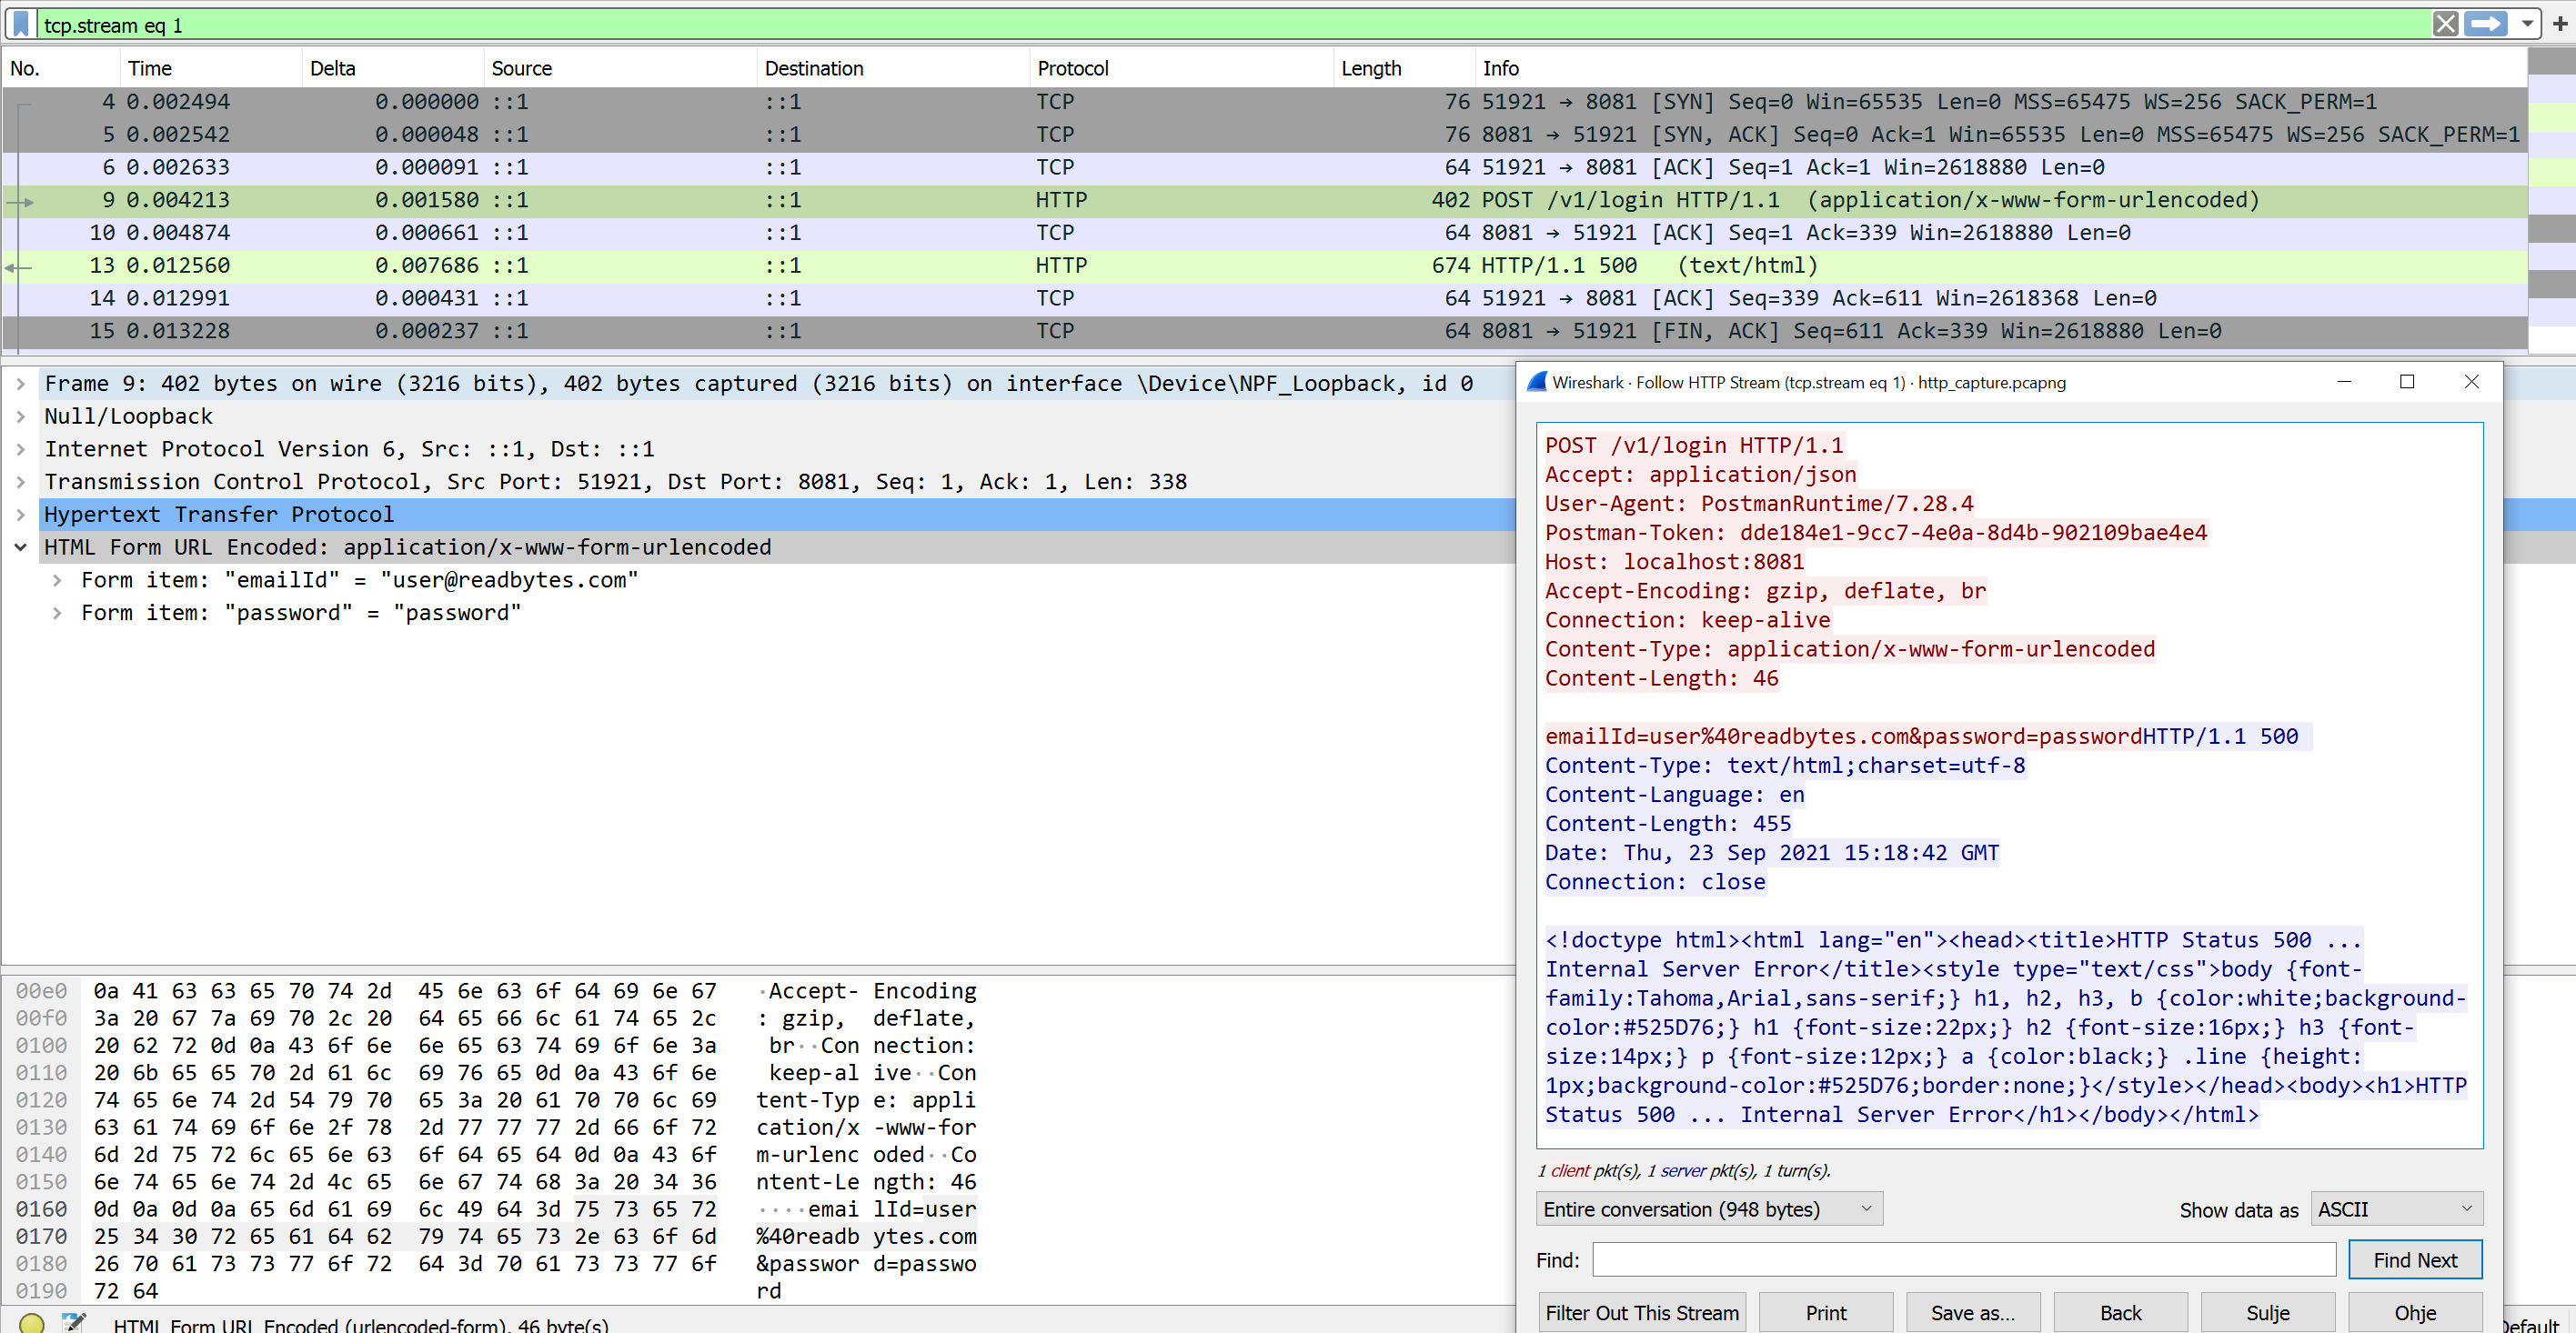 tcp.stream eq 1
No. Time Delta Source Destination Protocol Length Info
4 0.002494 0.000000 ::1 ::1 TCP 76 51921 → 8081 [SYN] Seq=0 Win=65535 Len=0 MSS=65475 WS=256 SACK_PERM=1
5 0.002542 0.000048 ::1 ::1 TCP 76 8081 → 51921 [SYN, ACK] Seq=0 Ack=1 Win=65535 Len=0 MSS=65475 WS=256 SACK_PERM=1
6 0.002633 0.000091 ::1 ::1 TCP 64 51921 → 8081 [ACK] Seq=1 Ack=1 Win=2618880 Len=0
9 0.004213 0.001580 ::1 ::1 HTTP 402 POST /v1/login HTTP/1.1 (application/x-www-form-urlencoded)
10 0.004874 0.000661 ::1 ::1 TCP 64 8081 → 51921 [ACK] Seq=1 Ack=339 Win=2618880 Len=0
13 0.012560 0.007686 ::1 ::1 HTTP 674 HTTP/1.1 500 (text/html)
14 0.012991 0.000431 ::1 ::1 TCP 64 51921 → 8081 [ACK] Seq=339 Ack=611 Win=2618368 Len=0
15 0.013228 0.000237 ::1 ::1 TCP 64 8081 → 51921 [FIN, ACK] Seq=611 Ack=339 Win=2618880 Len=0
Frame 9: 402 bytes on wire (3216 bits), 402 bytes captured (3216 bits) on interface \Device\NPF_Loopback, id 0
Null/Loopback
Internet Protocol Version 6, Src: ::1, Dst: ::1
Transmission Control Protocol, Src Port: 51921, Dst Port: 8081, Seq: 1, Ack: 1, Len: 338
Hypertext Transfer Protocol
HTML Form URL Encoded: application/x-www-form-urlencoded
Form item: "emailId" = "user@readbytes.com"
Form item: "password" = "password"
00e0 0a 41 63 63 65 70 74 2d 45 6e 63 6f 64 69 6e 67 ·Accept- Encoding
00f0 3a 20 67 7a 69 70 2c 20 64 65 66 6c 61 74 65 2c : gzip, deflate,
0100 20 62 72 0d 0a 43 6f 6e 6e 65 63 74 69 6f 6e 3a br··Con nection:
0110 20 6b 65 65 70 2d 61 6c 69 76 65 0d 0a 43 6f 6e keep-al ive··Con
0120 74 65 6e 74 2d 54 79 70 65 3a 20 61 70 70 6c 69 tent-Typ e: appli
0130 63 61 74 69 6f 6e 2f 78 2d 77 77 77 2d 66 6f 72 cation/x -www-for
0140 6d 2d 75 72 6c 65 6e 63 6f 64 65 64 0d 0a 43 6f m-urlenc oded··Co
0150 6e 74 65 6e 74 2d 4c 65 6e 67 74 68 3a 20 34 36 ntent-Le ngth: 46
0160 0d 0a 0d 0a 65 6d 61 69 6c 49 64 3d 75 73 65 72 ····emai lId=user
0170 25 34 30 72 65 61 64 62 79 74 65 73 2e 63 6f 6d %40readb ytes.com
0180 26 70 61 73 73 77 6f 72 64 3d 70 61 73 73 77 6f &passwor d=passwo
0190 72 64 rd
HTML Form URL Encoded (urlencoded-form), 46 byte(s)
Default
Wireshark · Follow HTTP Stream (tcp.stream eq 1) · http_capture.pcapng
POST /v1/login HTTP/1.1
Accept: application/json
User-Agent: PostmanRuntime/7.28.4
Postman-Token: dde184e1-9cc7-4e0a-8d4b-902109bae4e4
Host: localhost:8081
Accept-Encoding: gzip, deflate, br
Connection: keep-alive
Content-Type: application/x-www-form-urlencoded
Content-Length: 46
emailId=user%40readbytes.com&password=passwordHTTP/1.1 500
Content-Type: text/html;charset=utf-8
Content-Language: en
Content-Length: 455
Date: Thu, 23 Sep 2021 15:18:42 GMT
Connection: close
<!doctype html><html lang="en"><head><title>HTTP Status 500 ...
Internal Server Error</title><style type="text/css">body {font-
family:Tahoma,Arial,sans-serif;} h1, h2, h3, b {color:white;background-
color:#525D76;} h1 {font-size:22px;} h2 {font-size:16px;} h3 {font-
size:14px;} p {font-size:12px;} a {color:black;} .line {height:
1px;background-color:#525D76;border:none;}</style></head><body><h1>HTTP
Status 500 ... Internal Server Error</h1></body></html>
1 client pkt(s), 1 server pkt(s), 1 turn(s).
Entire conversation (948 bytes) Show data as ASCII
Find: Find Next
Filter Out This Stream Print Save as... Back Sulje Ohje